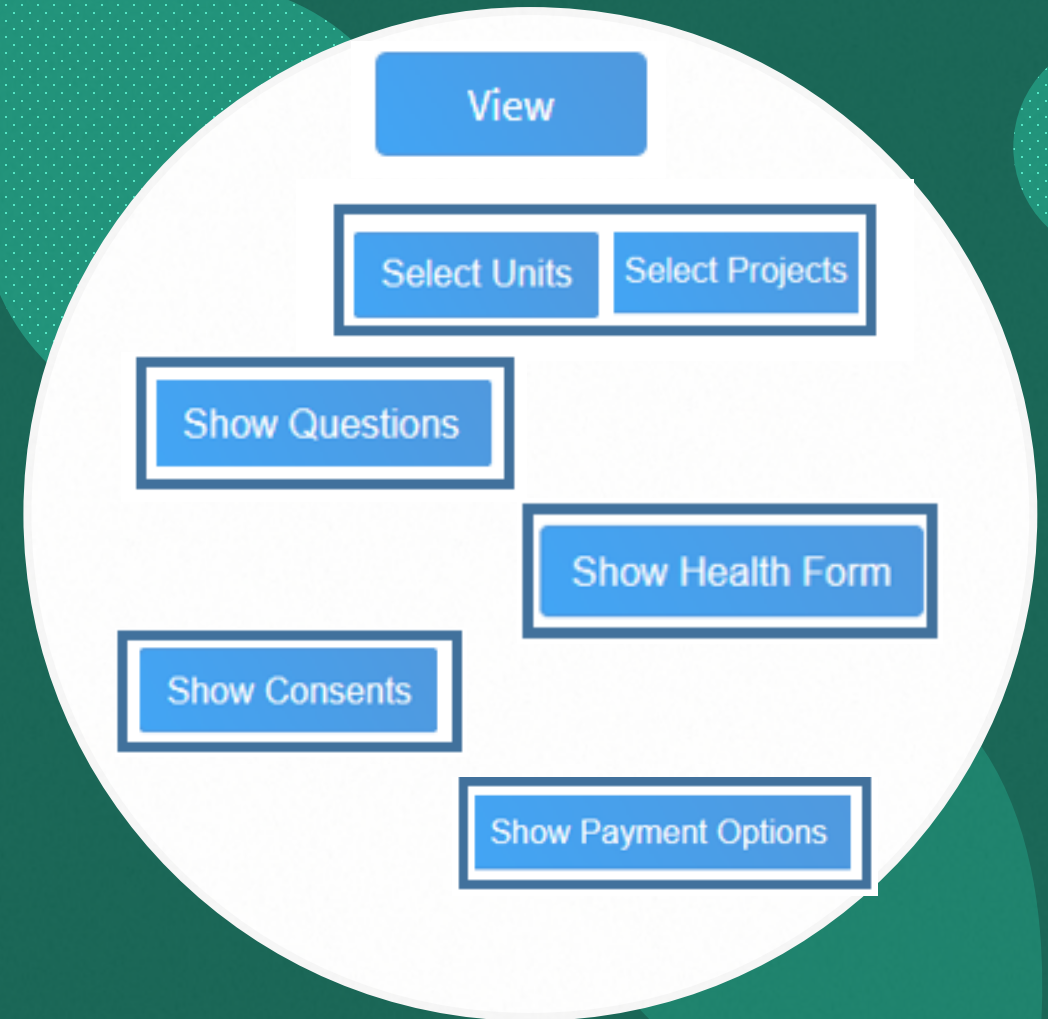 View
Select Units
Select Projects
Show Questions
Show Health Form
Show Consents
Show Payment Options